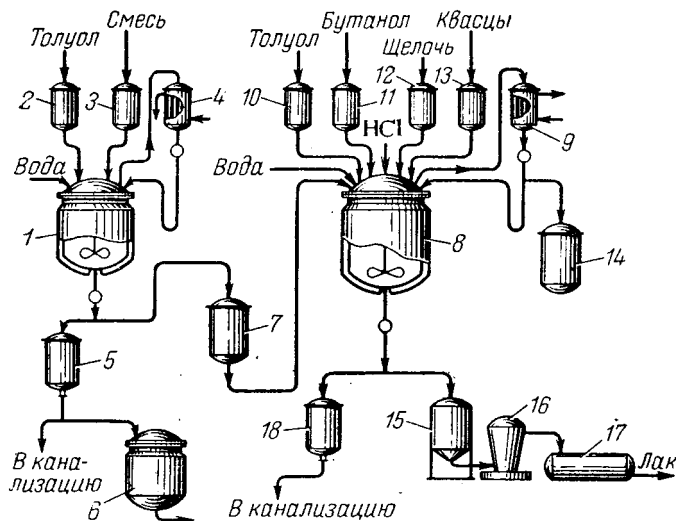 Смесь
Толуол
2
3
4
Вода
1
5
7
В кана-
лизацию
6
Бутанол
Квасцы
Толуол
Щелочь
10
11
12
13
HCl
9
Вода
8
14
18
15
16
17
Лак
В канализацию